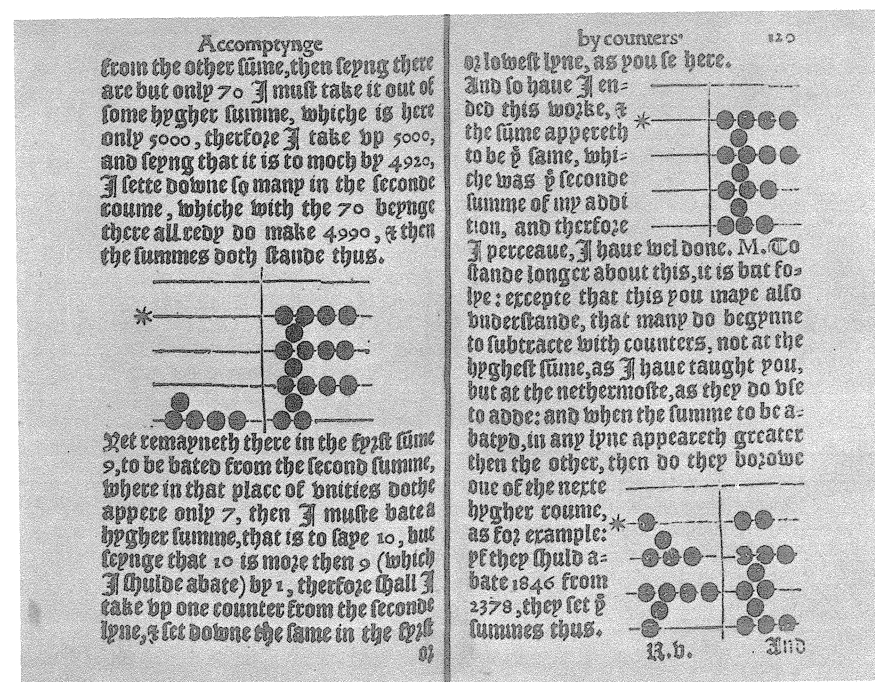 Accomptynge
from the other sūme, then seyng there
are but only 70 I must take it out of
some hygher summe, whiche is here
only 5000, therfore I take vp 5000,
and seyng that it is to moch by 4920,
I sette downe so many in the seconde
roume, whiche with the 70 beynge
there all redy do make 4990, & then
the summes doth stande thus.
*
Yet remayneth there in the fyrst sūme
9, to be bated from the second summe,
where in that place of vnities dothe
appere only 7, then I muste bate a
hygher summe, that is to saye 10, but
seynge that 10 is more then 9 (which
I shulde abate) by 1, therfore shall I
take vp one counter from the seconde
lyne, & set downe the same in the fyrst
or
by counters. 120
or lowest lyne, as you se here.
And so haue I en=
ded this worke, &
the sūme appereth
to be yͤ same, whi=
che was yͤ seconde
summe of my addi
tion, and therfore
*
I perceaue, I haue wel done. M. To
stande longer about this, it is but fo=
lye: excepte that this you maye also
vnderstande, that many do begynne
to subtracte with counters, not at the
hyghest sūme, as I haue taught you,
but at the nethermoste, as they do vse
to adde: and when the summe to be a=
batyd, in any lyne appeareth greater
then the other, then do they borowe
one of the nexte
hygher roume,
as for example:
yf they shuld a=
bate 1846 from
2378, they set yͤ
summes thus.
*
R.v. And